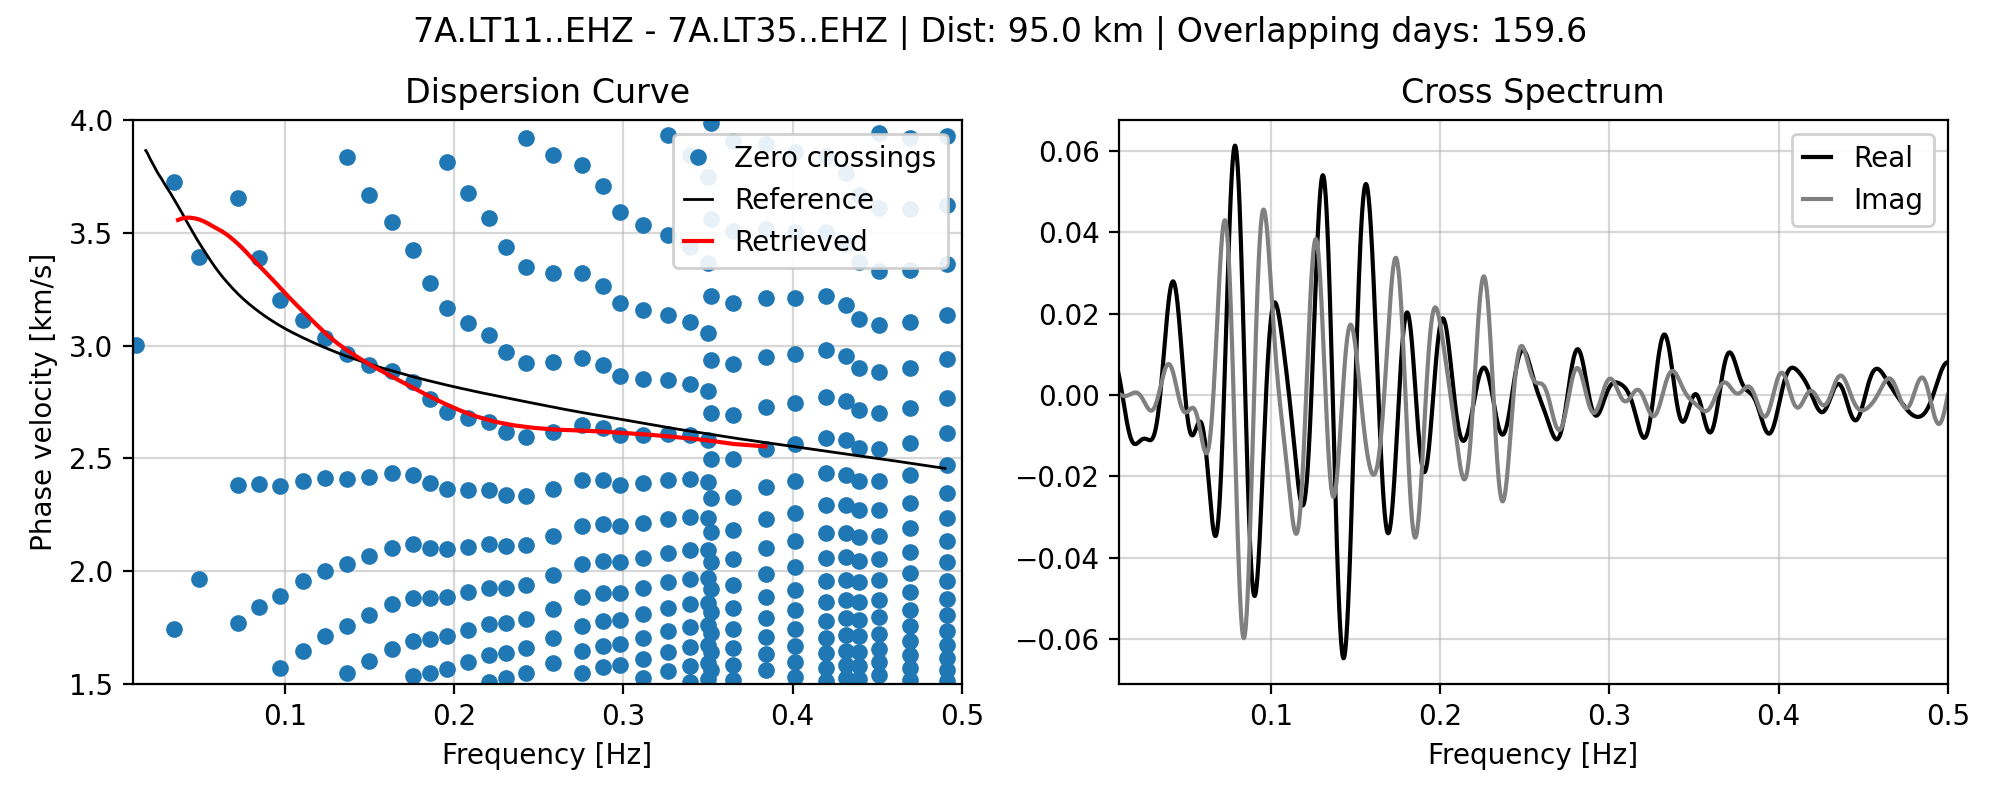 7A.LT11..EHZ - 7A.LT35..EHZ | Dist: 95.0 km | Overlapping days: 159.6
Dispersion Curve
4.0
3.5
3.0
2.5
2.0
1.5
Phase velocity [km/s]
Zero crossings
Reference
Retrieved
0.1
0.2
0.3
0.4
0.5
Frequency [Hz]
Cross Spectrum
0.06
0.04
0.02
0.00
−0.02
−0.04
−0.06
Real
Imag
0.1
0.2
0.3
0.4
0.5
Frequency [Hz]